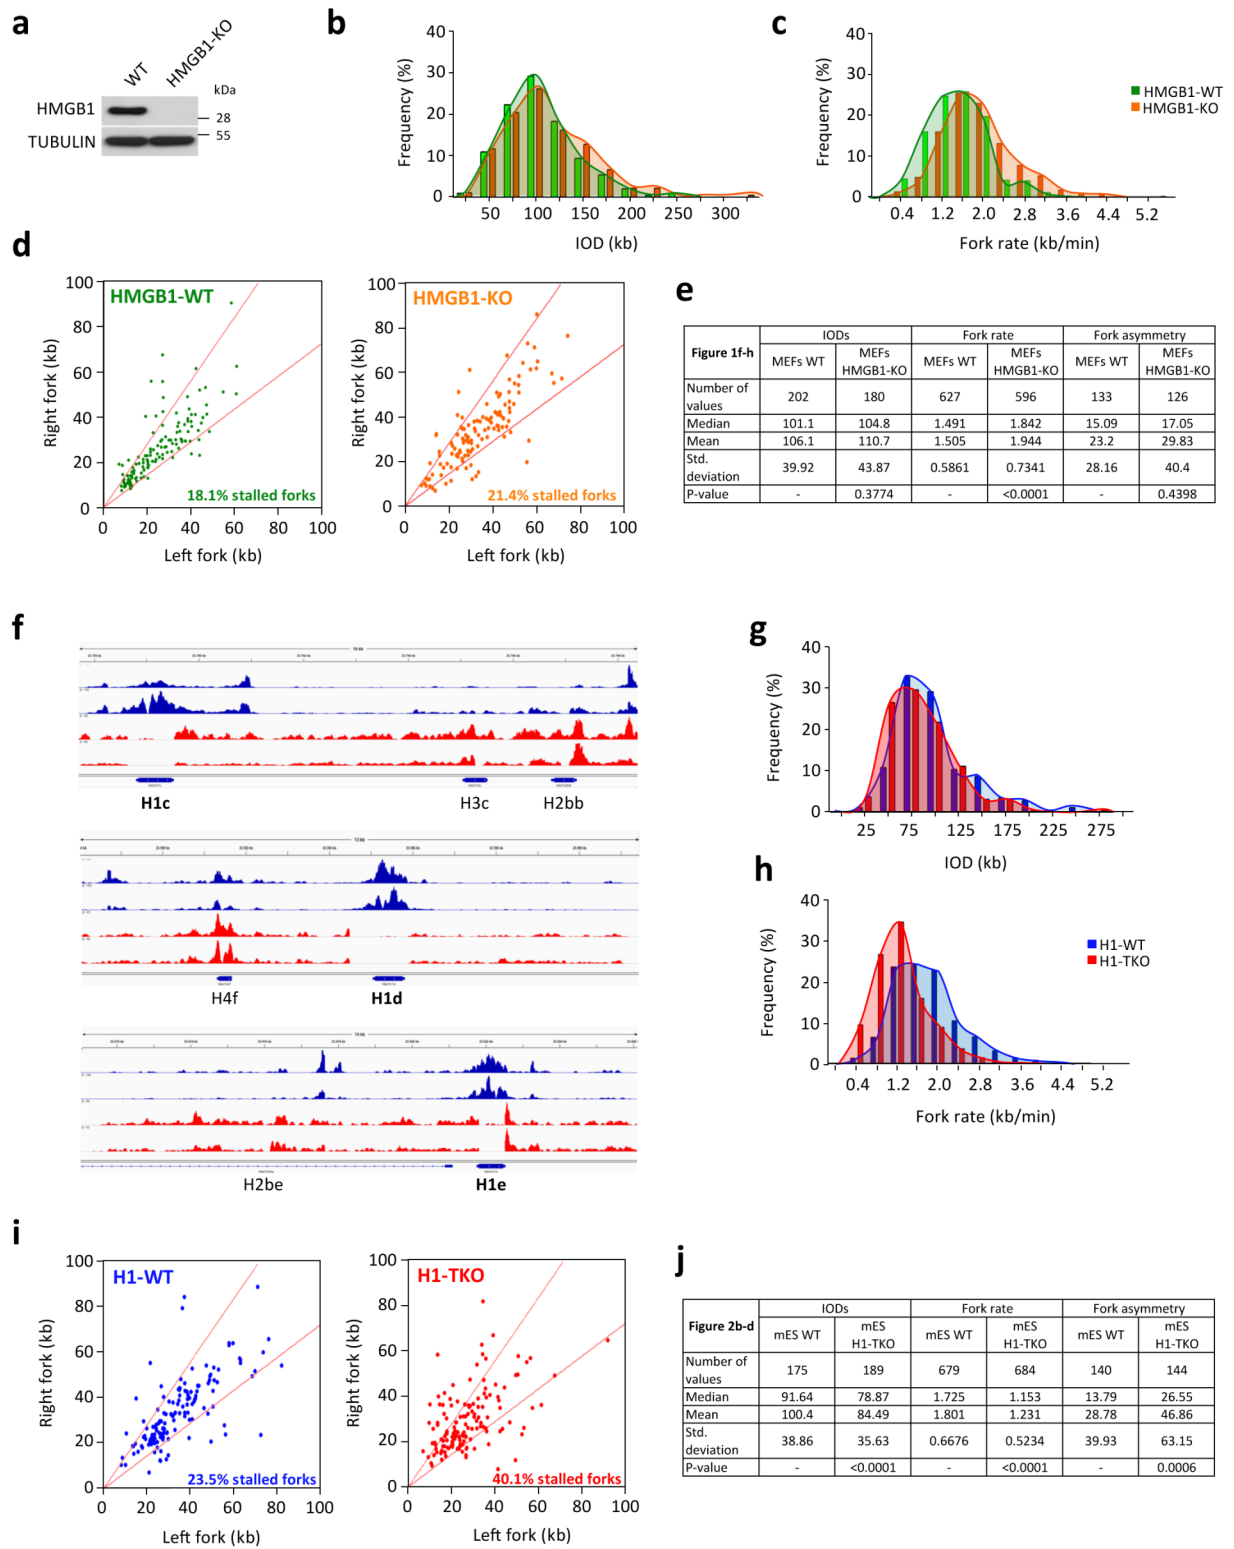 a
WT
HMGB1-KO
kDa
HMGB1
28
TUBULIN
55
b
Frequency (%)
40
30
20
10
0
50 100 150 200 250 300
IOD (kb)
c
Frequency (%)
40
30
20
10
0
0.4 1.2 2.0 2.8 3.6 4.4 5.2
Fork rate (kb/min)
HMGB1-WT
HMGB1-KO
d
HMGB1-WT
Right fork (kb)
100
80
60
40
20
0
18.1% stalled forks
0 20 40 60 80 100
Left fork (kb)
HMGB1-KO
Right fork (kb)
100
80
60
40
20
0
21.4% stalled forks
0 20 40 60 80 100
Left fork (kb)
e
Figure 1f-h IODs Fork rate Fork asymmetry
MEFs WT MEFs HMGB1-KO MEFs WT MEFs HMGB1-KO MEFs WT MEFs HMGB1-KO
Number of values 202 180 627 596 133 126
Median 101.1 104.8 1.491 1.842 15.09 17.05
Mean 106.1 110.7 1.505 1.944 23.2 29.83
Std. deviation 39.92 43.87 0.5861 0.7341 28.16 40.4
P-value - 0.3774 - <0.0001 - 0.4398
f
H1c H3c H2bb
H4f H1d
H2be H1e
g
Frequency (%)
40
30
20
10
0
25 75 125 175 225 275
IOD (kb)
h
Frequency (%)
40
30
20
10
0
0.4 1.2 2.0 2.8 3.6 4.4 5.2
Fork rate (kb/min)
H1-WT
H1-TKO
i
H1-WT
Right fork (kb)
100
80
60
40
20
0
23.5% stalled forks
0 20 40 60 80 100
Left fork (kb)
H1-TKO
Right fork (kb)
100
80
60
40
20
0
40.1% stalled forks
0 20 40 60 80 100
Left fork (kb)
j
Figure 2b-d IODs Fork rate Fork asymmetry
mES WT mES H1-TKO mES WT mES H1-TKO mES WT mES H1-TKO
Number of values 175 189 679 684 140 144
Median 91.64 78.87 1.725 1.153 13.79 26.55
Mean 100.4 84.49 1.801 1.231 28.78 46.86
Std. deviation 38.86 35.63 0.6676 0.5234 39.93 63.15
P-value - <0.0001 - <0.0001 - 0.0006